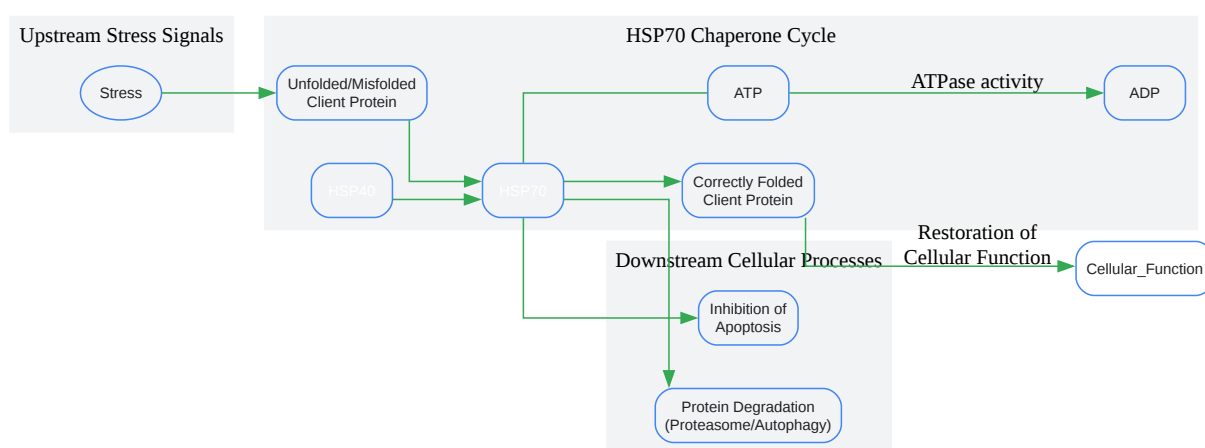 Upstream Stress Signals
HSP70 Chaperone Cycle
Stress
Unfolded/Misfolded
Client Protein
ATP
ATPase activity
ADP
HSP40
HSP70
Correctly Folded
Client Protein
Restoration of
Cellular Function
Cellular_Function
Downstream Cellular Processes
Inhibition of
Apoptosis
Protein Degradation
(Proteasome/Autophagy)